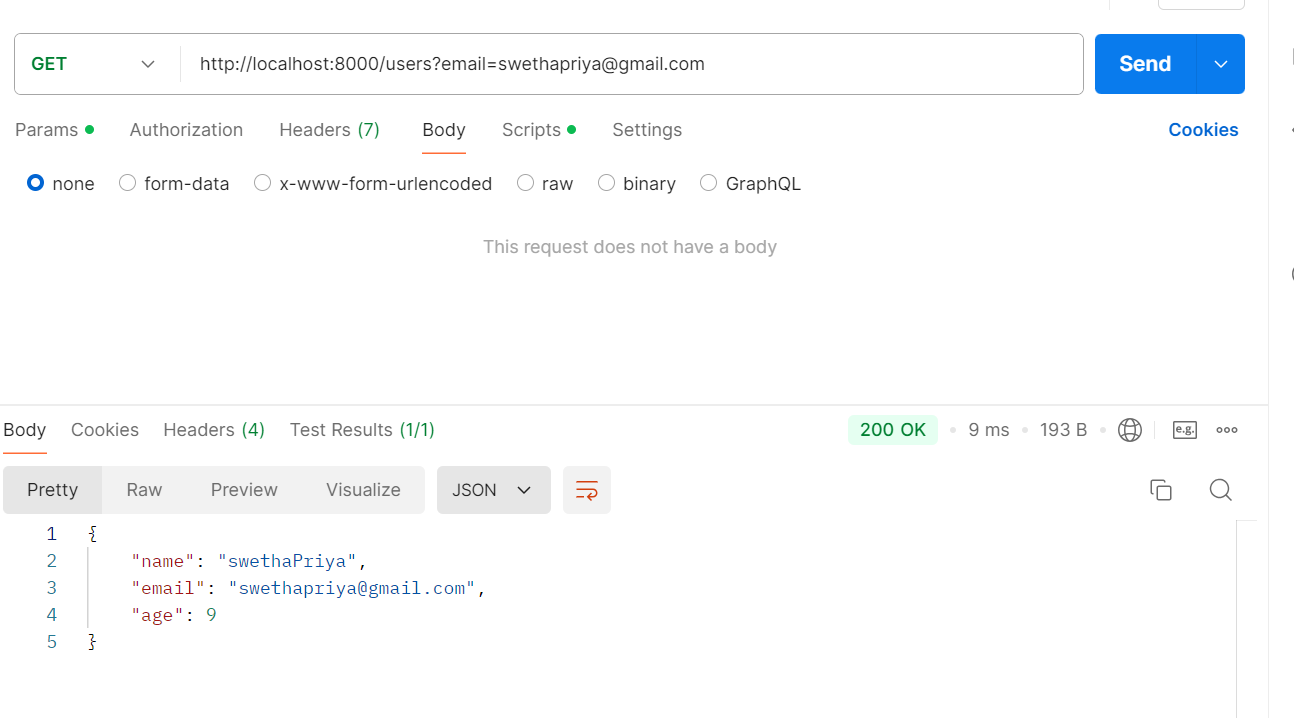 GET http://localhost:8000/users?email=swethapriya@gmail.com Send
Params Authorization Headers (7) Body Scripts Settings Cookies
none form-data x-www-form-urlencoded raw binary GraphQL
This request does not have a body
Body Cookies Headers (4) Test Results (1/1) 200 OK 9 ms 193 B e.g.
Pretty Raw Preview Visualize JSON
1 {
2 "name": "swethaPriya",
3 "email": "swethapriya@gmail.com",
4 "age": 9
5 }